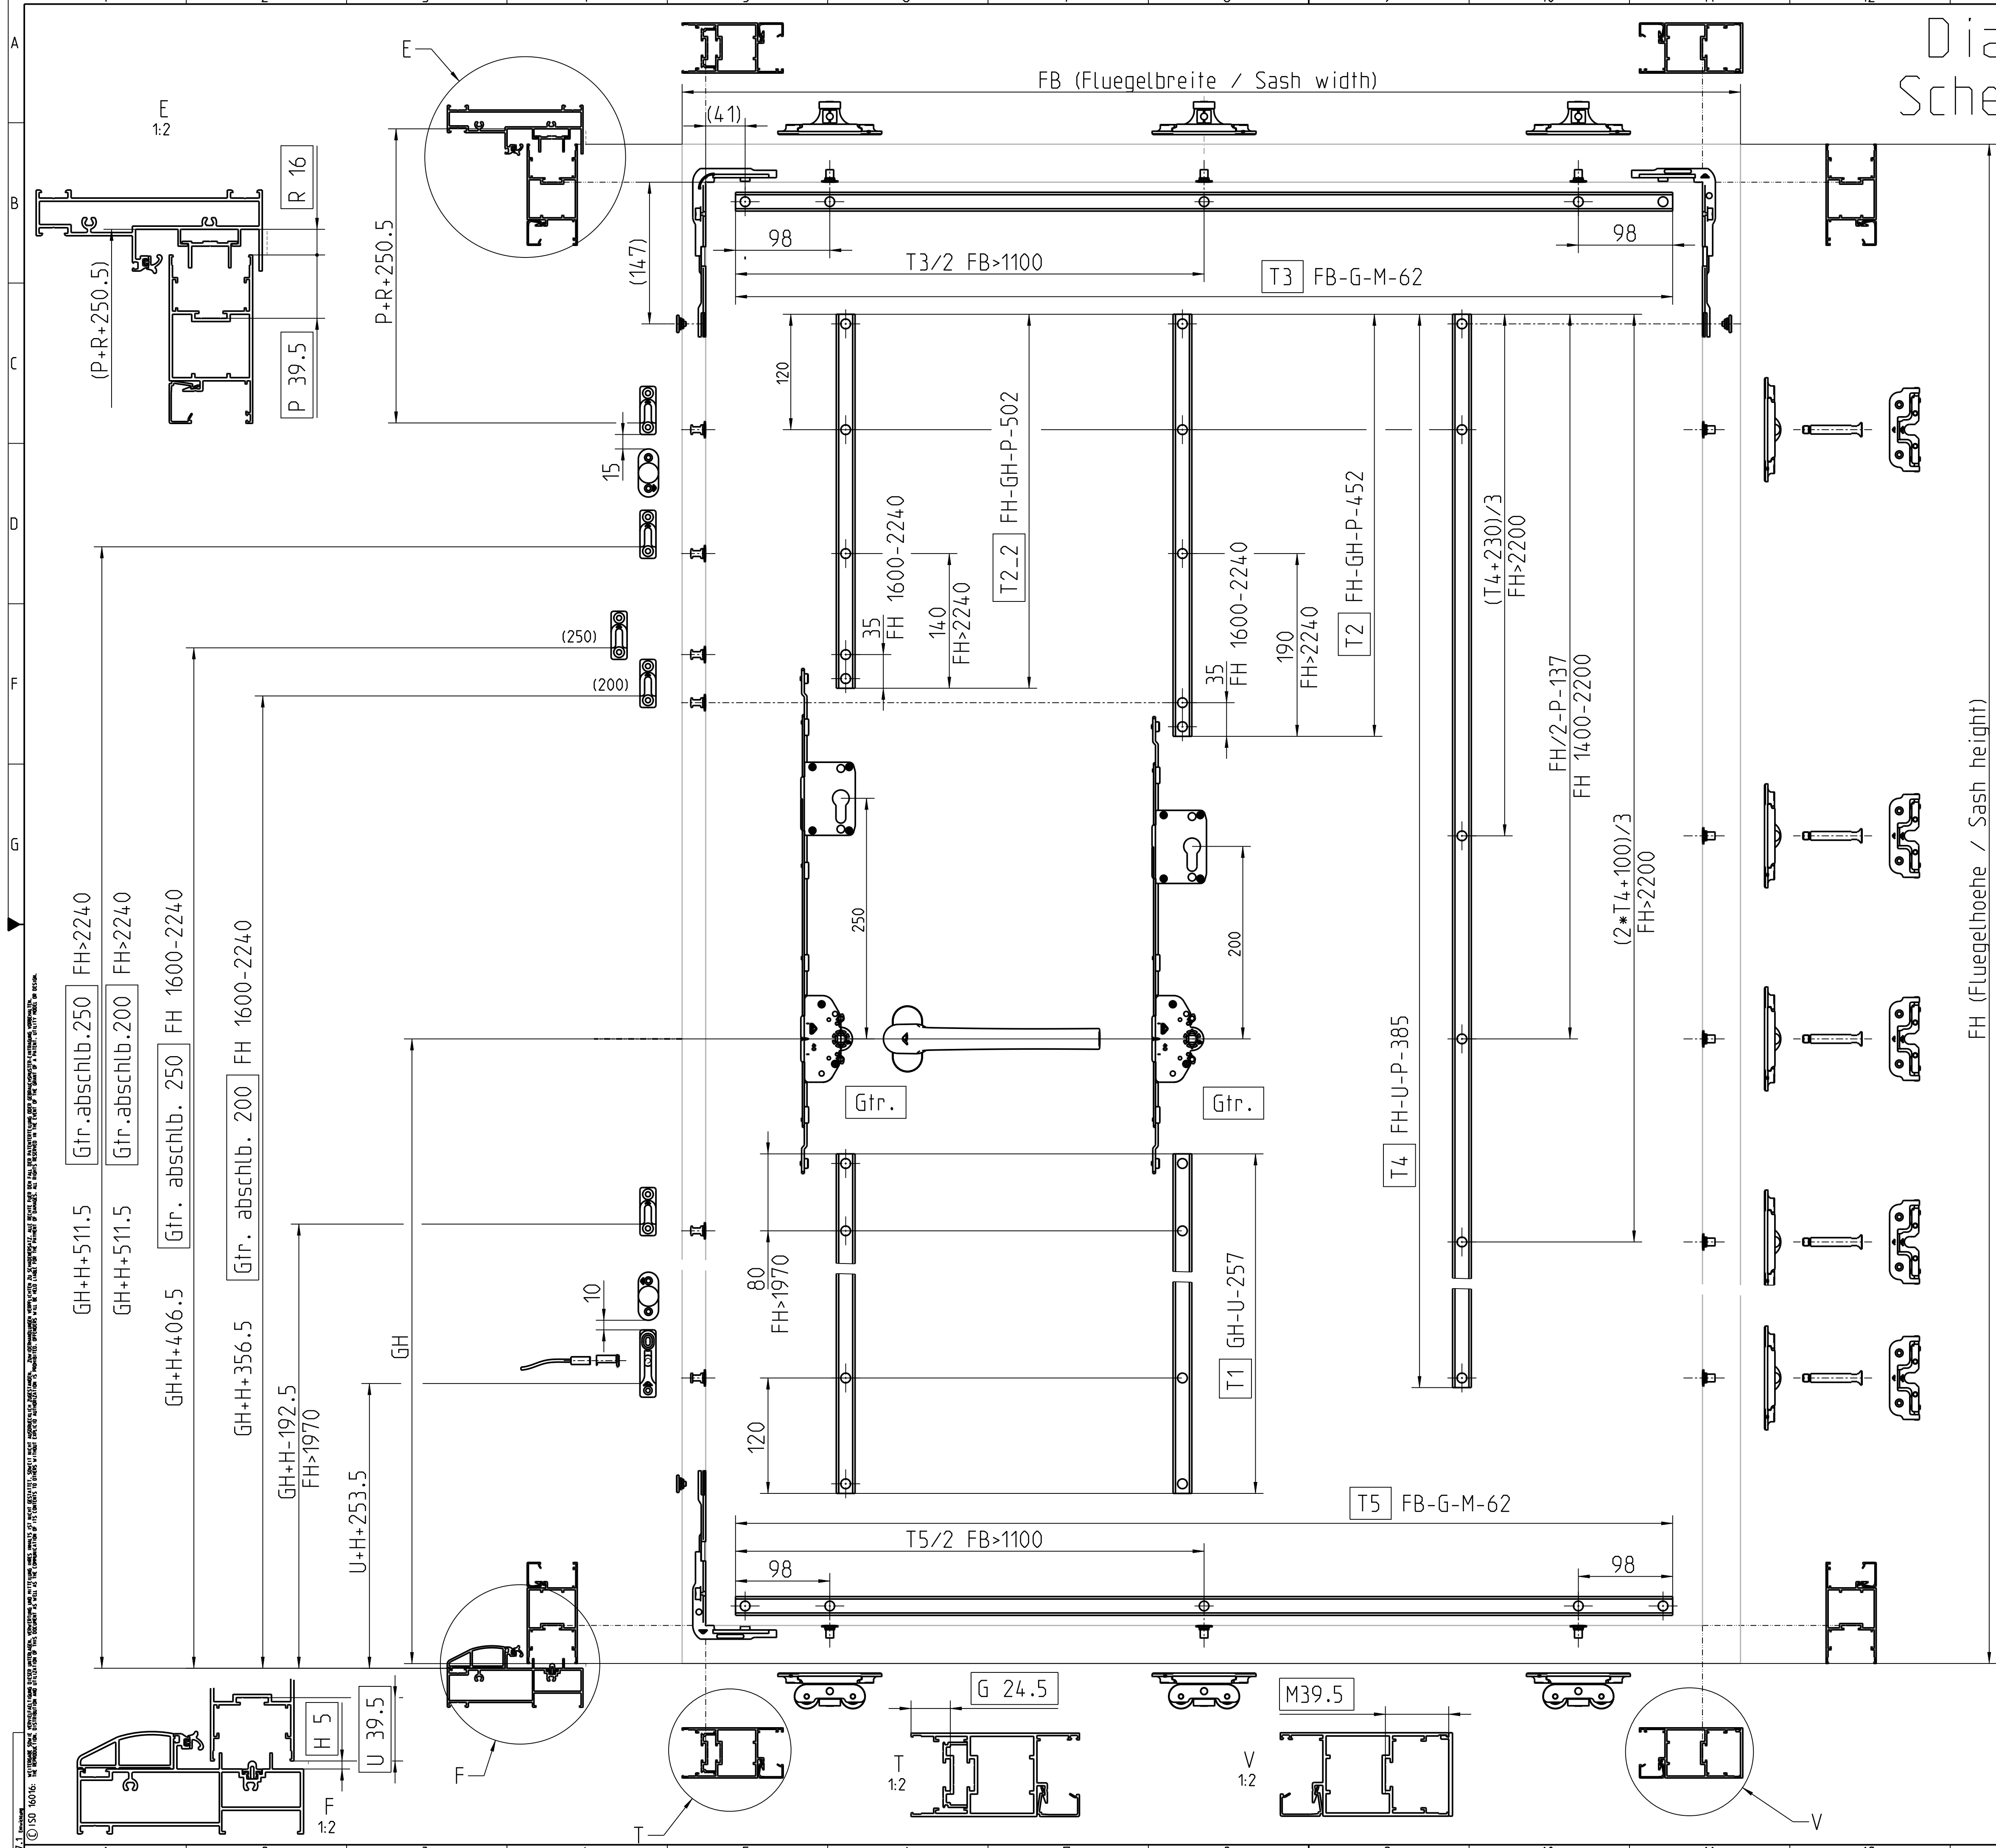 A
B
C
D
F
G
Dia
Sche
E
E
1:2
FB (Fluegelbreite / Sash width)
(41)
R 16
P 39.5
(P+R+250.5)
P+R+250.5
(147)
98
98
T3/2 FB>1100
T3 FB-G-M-62
120
15
T2_2 FH-GH-P-502
35
FH 1600-2240
140
FH>2240
T2 FH-GH-P-452
35
FH 1600-2240
190
FH>2240
(T4+230)/3
FH>2200
FH/2-P-137
FH 1400-2200
(2*T4+100)/3
FH>2200
T4 FH-U-P-385
FH (Fluegelhoehe / Sash height)
(250)
(200)
250
200
Gtr.
Gtr.
GH+H+511.5 Gtr.abschlb.250 FH>2240
GH+H+511.5 Gtr.abschlb.200 FH>2240
GH+H+406.5 Gtr. abschlb. 250 FH 1600-2240
GH+H+356.5 Gtr. abschlb. 200 FH 1600-2240
GH+H-192.5
FH>1970
U+H+253.5
GH
10
80
FH>1970
120
T1 GH-U-257
T5 FB-G-M-62
T5/2 FB>1100
98
98
H 5
U 39.5
F
1:2
F
T
T
1:2
G 24.5
M39.5
V
1:2
V
© ISO 16016: